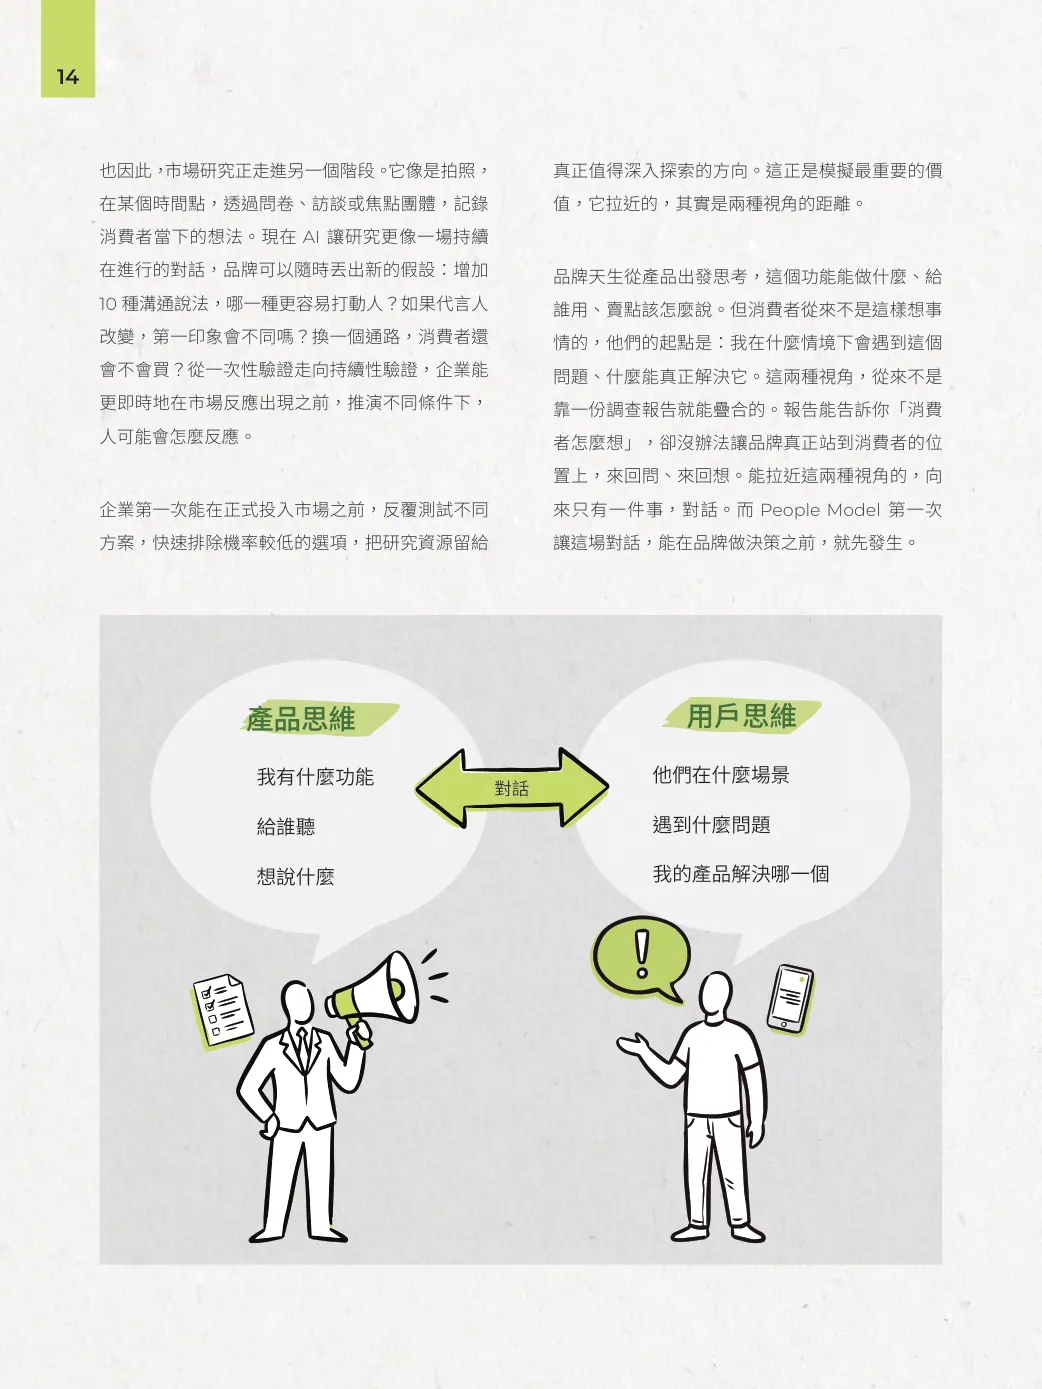 14
也因此，市場研究正走進另一個階段。它像是拍照，
在某個時間點，透過問卷、訪談或焦點團體，記錄
消費者當下的想法。現在 AI 讓研究更像一場持續
在進行的對話，品牌可以隨時丟出新的假設：增加
10 種溝通說法，哪一種更容易打動人？如果代言人
改變，第一印象會不同嗎？換一個通路，消費者還
會不會買？從一次性驗證走向持續性驗證，企業能
更即時地在市場反應出現之前，推演不同條件下，
人可能會怎麼反應。
企業第一次能在正式投入市場之前，反覆測試不同
方案，快速排除機率較低的選項，把研究資源留給
真正值得深入探索的方向。這正是模擬最重要的價
值，它拉近的，其實是兩種視角的距離。
品牌天生從產品出發思考，這個功能能做什麼、給
誰用、賣點該怎麼說。但消費者從來不是這樣想事
情的，他們的起點是：我在什麼情境下會遇到這個
問題、什麼能真正解決它。這兩種視角，從來不是
靠一份調查報告就能疊合的。報告能告訴你「消費
者怎麼想」，卻沒辦法讓品牌真正站到消費者的位
置上，來回問、來回想。能拉近這兩種視角的，向
來只有一件事，對話。而 People Model 第一次
讓這場對話，能在品牌做決策之前，就先發生。
產品思維
我有什麼功能
給誰聽
想說什麼
對話
用戶思維
他們在什麼場景
遇到什麼問題
我的產品解決哪一個
!